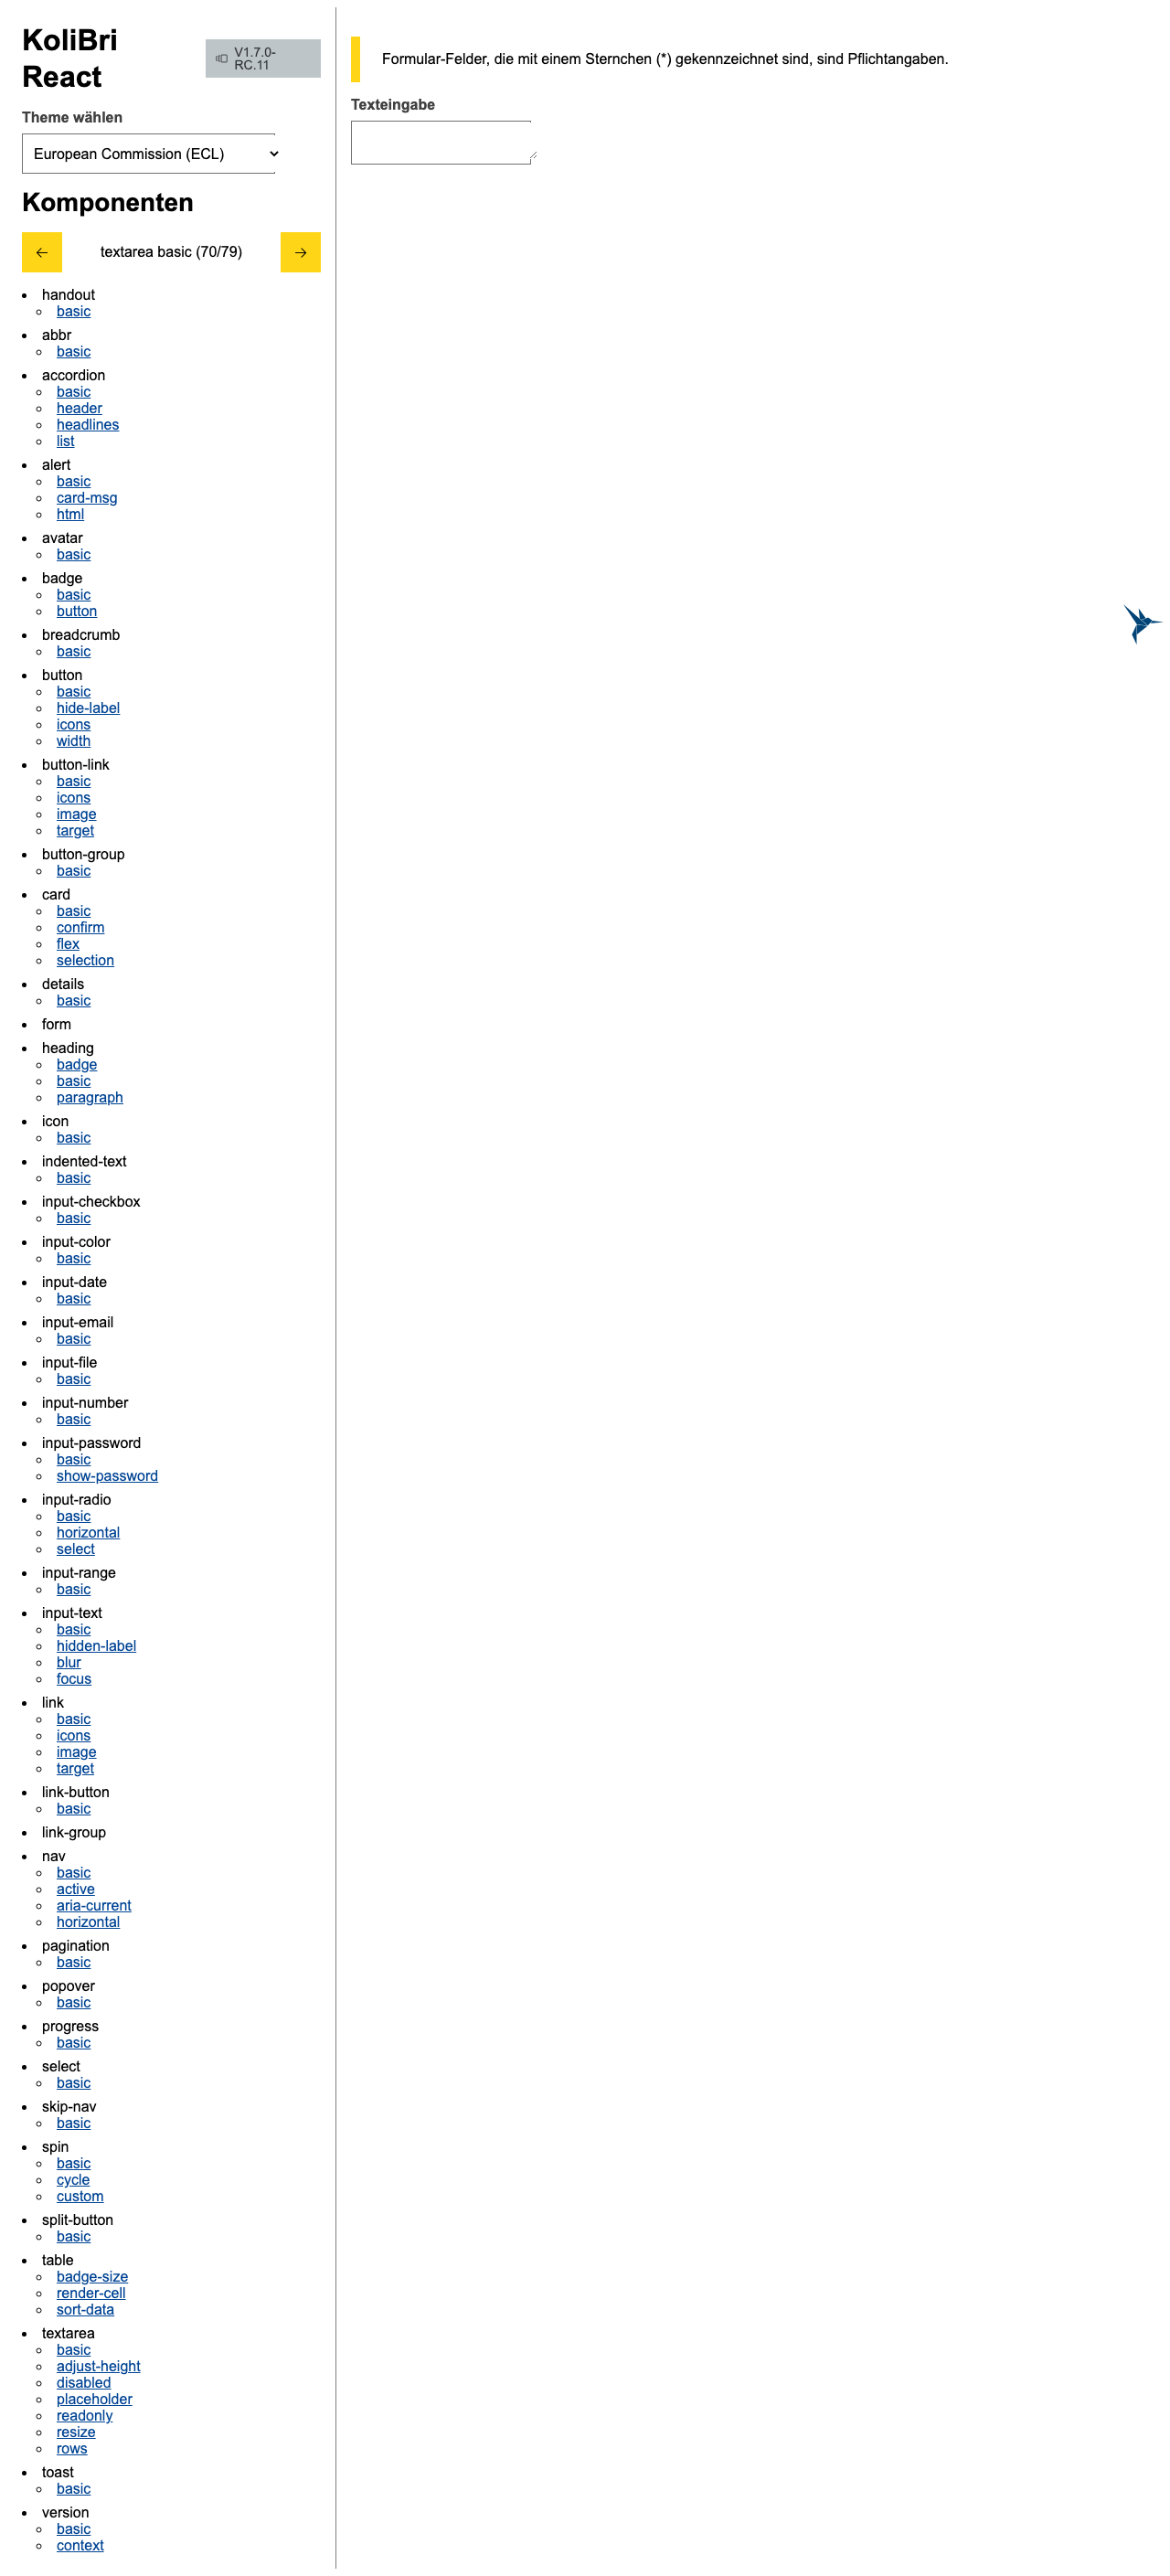 KoliBri
React
V1.7.0-
RC.11
Theme wählen
European Commission (ECL)
Komponenten
← textarea basic (70/79) →
handout
basic
abbr
basic
accordion
basic
header
headlines
list
alert
basic
card-msg
html
avatar
basic
badge
basic
button
breadcrumb
basic
button
basic
hide-label
icons
width
button-link
basic
icons
image
target
button-group
basic
card
basic
confirm
flex
selection
details
basic
form
heading
badge
basic
paragraph
icon
basic
indented-text
basic
input-checkbox
basic
input-color
basic
input-date
basic
input-email
basic
input-file
basic
input-number
basic
input-password
basic
show-password
input-radio
basic
horizontal
select
input-range
basic
input-text
basic
hidden-label
blur
focus
link
basic
icons
image
target
link-button
basic
link-group
nav
basic
active
aria-current
horizontal
pagination
basic
popover
basic
progress
basic
select
basic
skip-nav
basic
spin
basic
cycle
custom
split-button
basic
table
badge-size
render-cell
sort-data
textarea
basic
adjust-height
disabled
placeholder
readonly
resize
rows
toast
basic
version
basic
context
Formular-Felder, die mit einem Sternchen (*) gekennzeichnet sind, sind Pflichtangaben.
Texteingabe